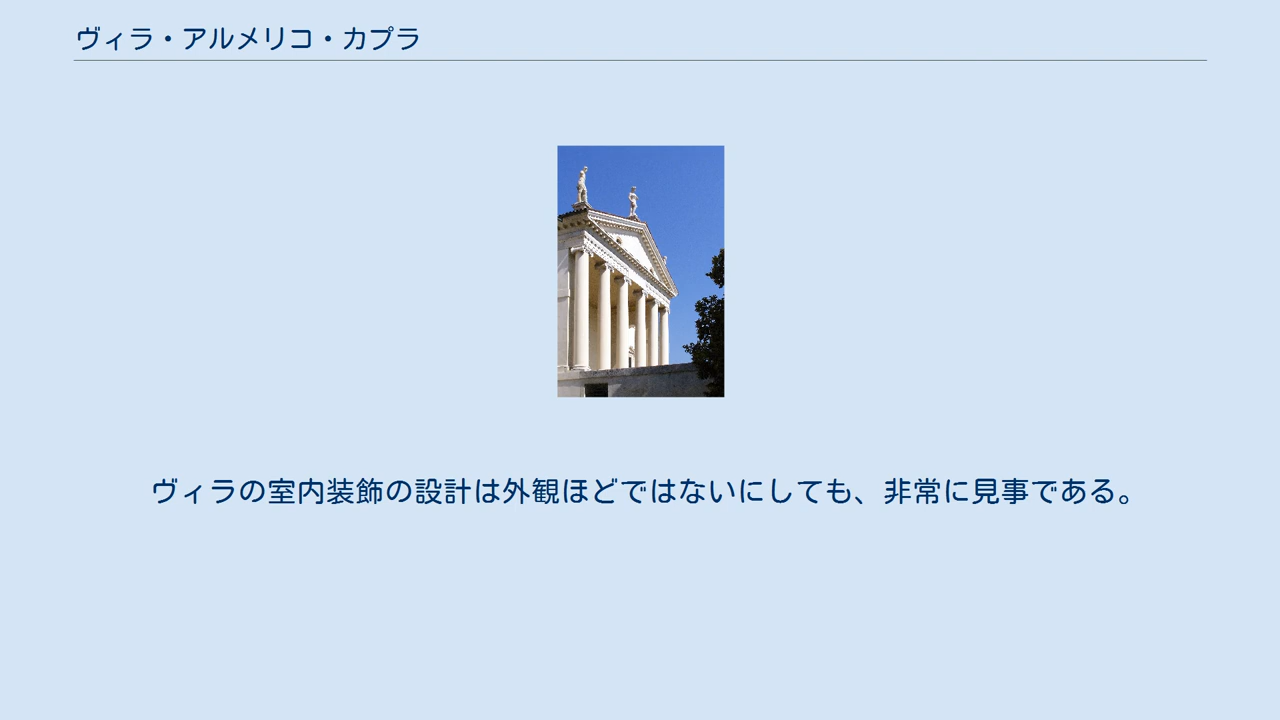 ヴィラ・アルメリコ・カプラ
ヴィラの室内装飾の設計は外観ほどではないにしても、非常に見事である。